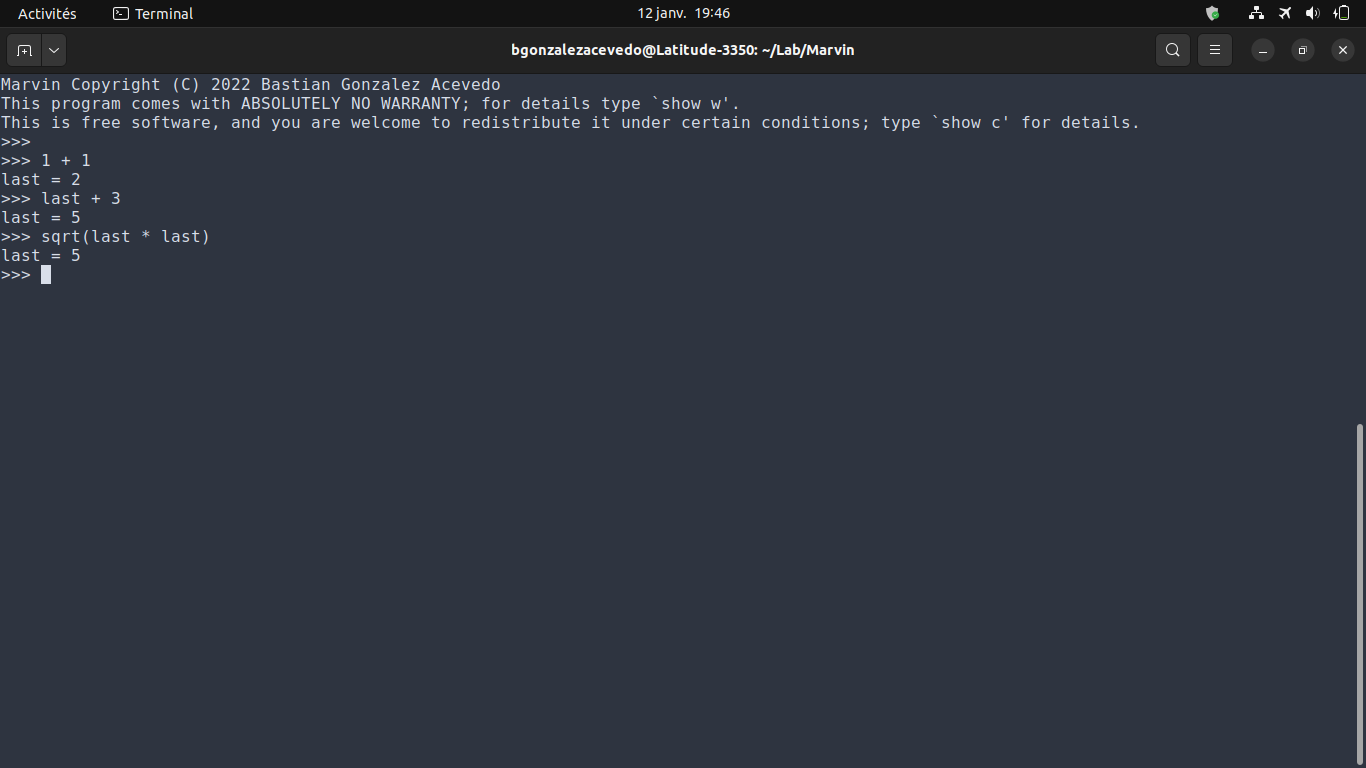 Activités Terminal 12 janv. 19:46
bgonzalezacevedo@Latitude-3350: ~/Lab/Marvin
Marvin Copyright (C) 2022 Bastian Gonzalez Acevedo
This program comes with ABSOLUTELY NO WARRANTY; for details type `show w'.
This is free software, and you are welcome to redistribute it under certain conditions; type `show c' for details.
>>>
>>> 1 + 1
last = 2
>>> last + 3
last = 5
>>> sqrt(last * last)
last = 5
>>>